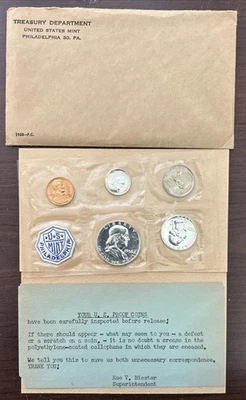 TREASURY DEPARTMENT
UNITED STATES MINT
PHILADELPHIA 30, PA.
1958-P.C.
U.S.
MINT
YOUR U. S. PROOF COINS
have been carefully inspected before release;
If there should appear - what may seem to you - a defect
or a scratch on a coin, - it is no doubt a crease in the
polyethylene-coated cellophane in which they are encased.
We tell you this to save us both unnecessary correspondence.
THANK YOU;
Rae V. Biester
Superintendent